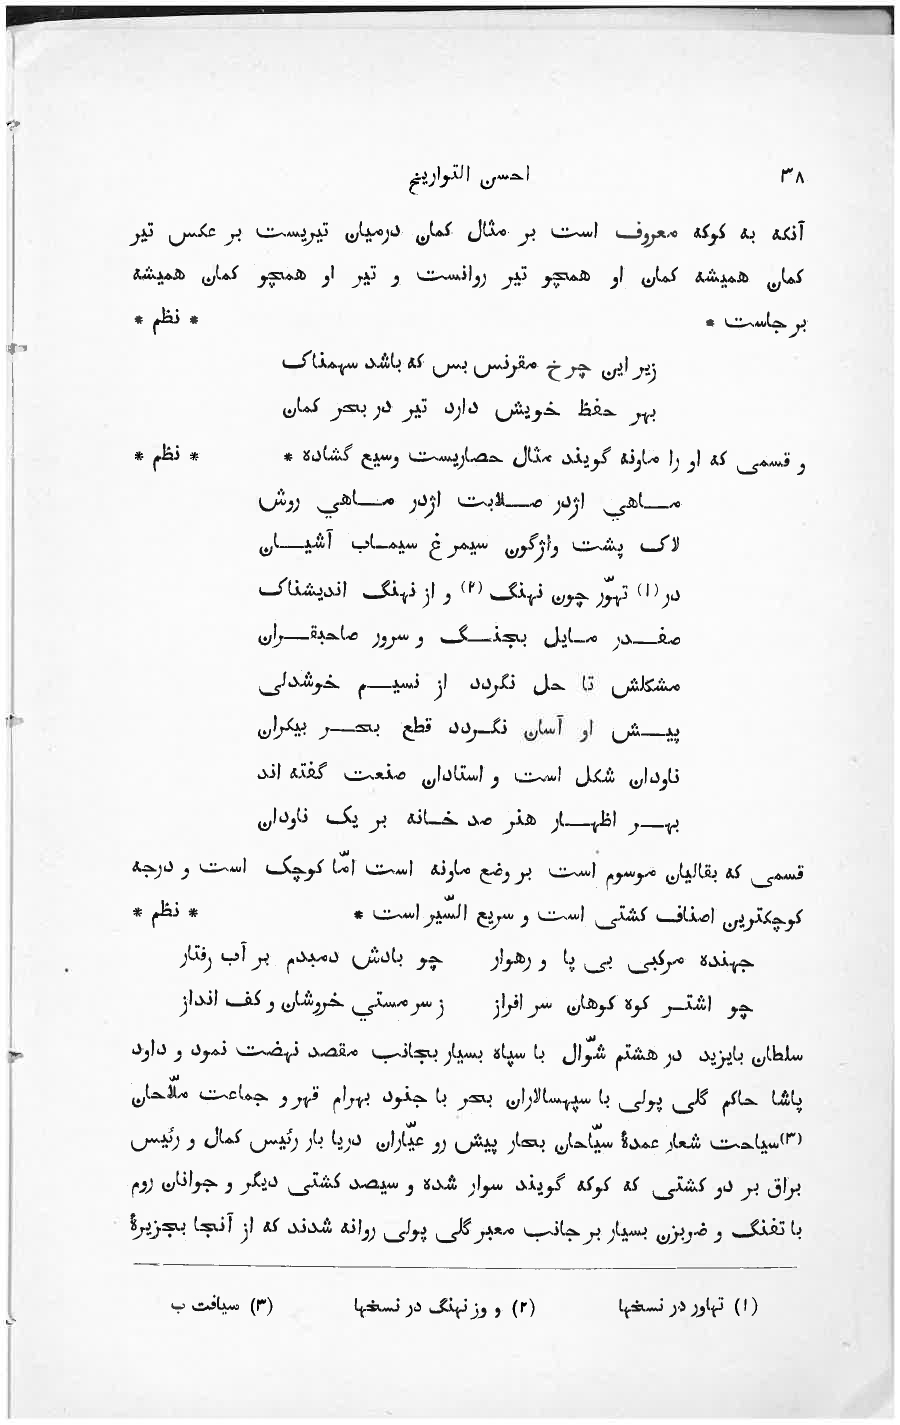 ۳۸ احسن التواریخ
آنکه به کوکه معروف است بر مثال کمان درمیان تیریست بر عکس تیر
کمان همیشه کمان او همچو تیر روانست و تیر او همچو کمان همیشه
بر جاست * * نظم *
زیر این چرخ مقرنس بس که باشد سهمناک
بهر حفظ خویش دارد تیر در بحر کمان
و قسمی که او را ماونه گویند مثال حصاریست وسیع گشاده * * نظم *
ماهي اژدر صلابت اژدر ماهي روش
لاک پشت واژگون سیمرغ سیماب آشیان
در(۱) تهوّر چون نهنگ (۲) و از نهنگ اندیشناک
صفدر مایل بجنگ و سرور صاحبقران
مشکلش تا حل نگردد از نسیم خوشدلی
پیش او آسان نگردد قطع بحر بیکران
ناودان شکل است و استادان صنعت گفته اند
بهر اظهار هنر صد خانه بر یک ناودان
قسمی که بقالیان موسوم است بر وضع ماونه است امّا کوچک است و درجه
کوچکترین اصناف کشتی است و سریع السّیر است * * نظم *
جهنده مرکبی بی پا و رهوار چو بادش دمبدم بر آب رفتار
چو اشتر کوه کوهان سر افراز ز سر مستي خروشان و کف انداز
سلطان بایزید در هشتم شوّال با سپاه بسیار بجانب مقصد نهضت نمود و داود
پاشا حاکم گلی پولی با سپهسالاران بحر با جنود بهرام قهر و جماعت ملّاحان
(۳)سیاحت شعار عمدهٔ سیّاحان بحار پیش رو عیّاران دریا بار رئیس کمال و رئیس
براق بر دو کشتی که کوکه گویند سوار شده و سیصد کشتی دیگر و جوانان روم
با تفنگ و ضربزن بسیار بر جانب معبر گلی پولی روانه شدند که از آنجا بجزیرهٔ
(۱) تهاور در نسخها (۲) و وز نهنگ در نسخها (۳) سیافت ب